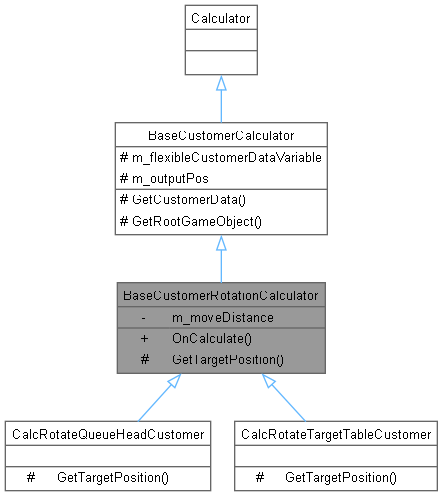 Calculator
BaseCustomerCalculator
# m_flexibleCustomerDataVariable
# m_outputPos
# GetCustomerData()
# GetRootGameObject()
BaseCustomerRotationCalculator
- m_moveDistance
+ OnCalculate()
# GetTargetPosition()
CalcRotateQueueHeadCustomer
# GetTargetPosition()
CalcRotateTargetTableCustomer
# GetTargetPosition()